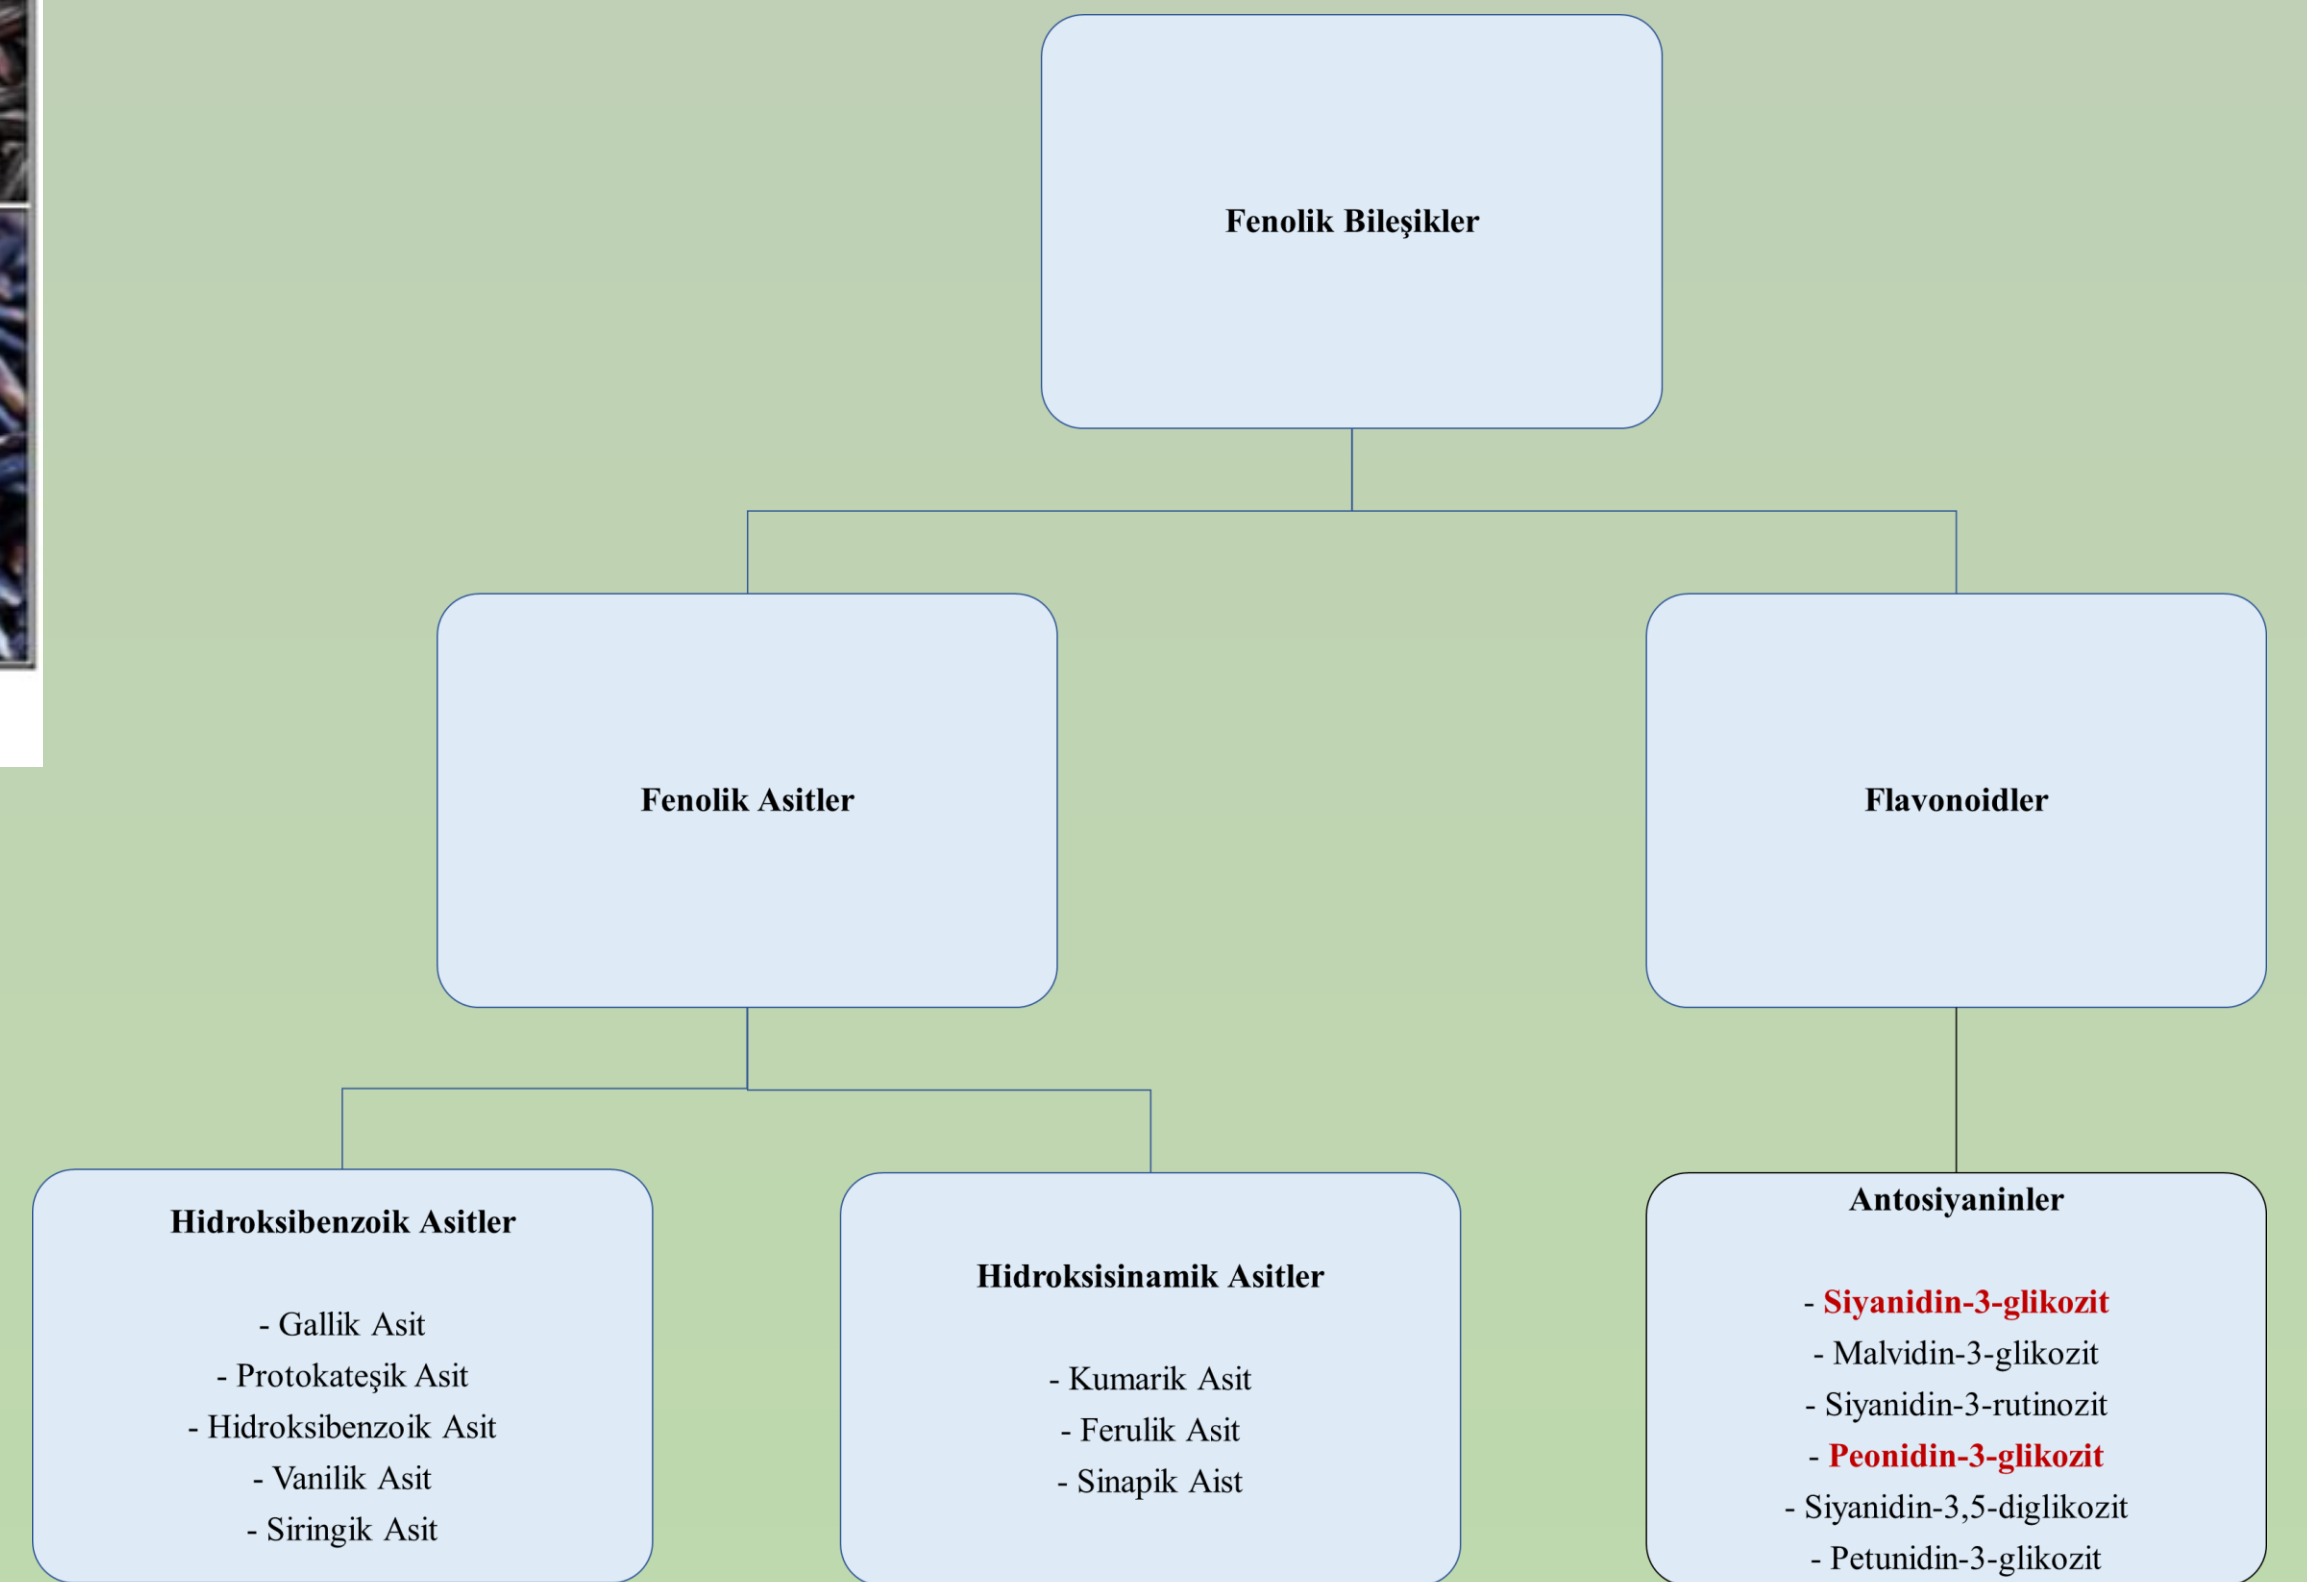 Fenolik Bileşikler
Fenolik Asitler
Flavonoidler
Hidroksibenzoik Asitler
- Gallik Asit
- Protokateşik Asit
- Hidroksibenzoik Asit
- Vanilik Asit
- Siringik Asit
Hidroksisinamik Asitler
- Kumarik Asit
- Ferulik Asit
- Sinapik Aist
Antosiyaninler
- Siyanidin-3-glikozit
- Malvidin-3-glikozit
- Siyanidin-3-rutinozit
- Peonidin-3-glikozit
- Siyanidin-3,5-diglikozit
- Petunidin-3-glikozit